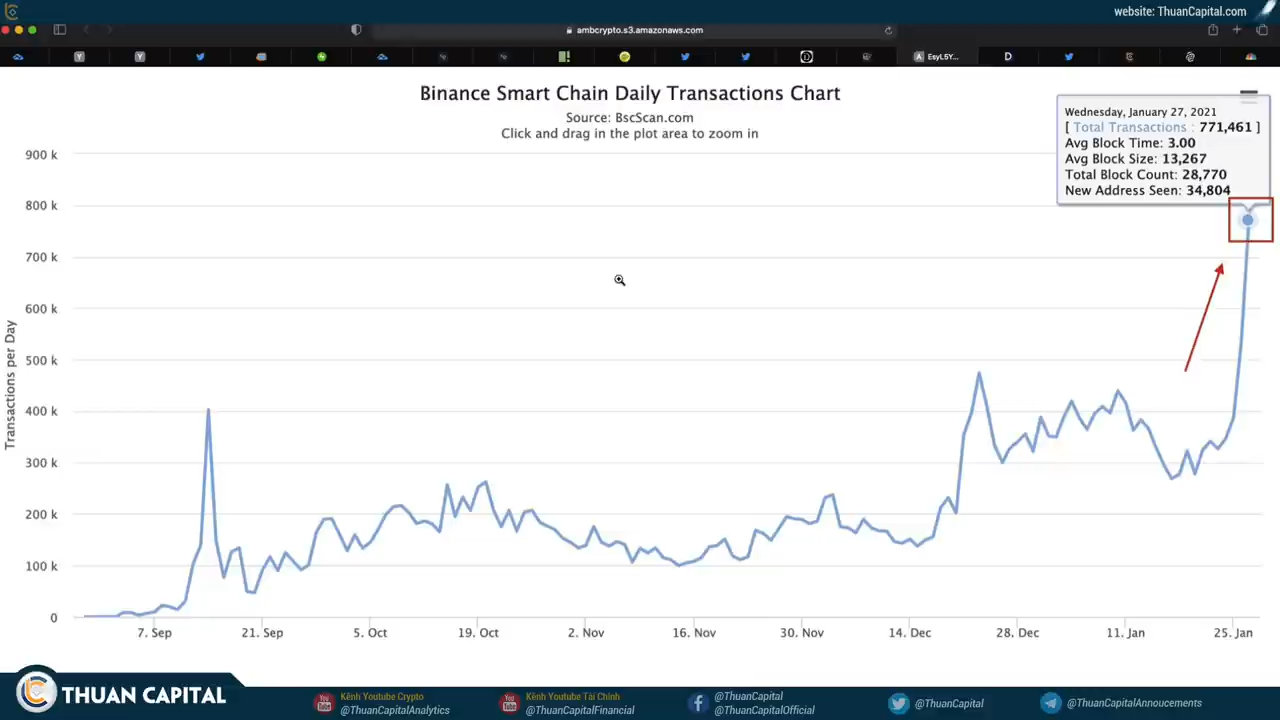 website: ThuanCapital.com
ambcrypto.s3.amazonaws.com
EsyL5Y...
Binance Smart Chain Daily Transactions Chart
Source: BscScan.com
Click and drag in the plot area to zoom in
Wednesday, January 27, 2021
[ Total Transactions : 771,461 ]
Avg Block Time: 3.00
Avg Block Size: 13,267
Total Block Count: 28,770
New Address Seen: 34,804
Transactions per Day
900 k
800 k
700 k
600 k
500 k
400 k
300 k
200 k
100 k
0
7. Sep
21. Sep
5. Oct
19. Oct
2. Nov
16. Nov
30. Nov
14. Dec
28. Dec
11. Jan
25. Jan
THUAN CAPITAL
Kênh Youtube Crypto
@ThuanCapitalAnalytics
Kênh Youtube Tài Chính
@ThuanCapitalFinancial
@ThuanCapital
@ThuanCapitalOfficial
@ThuanCapital
@ThuanCapitalAnnoucements